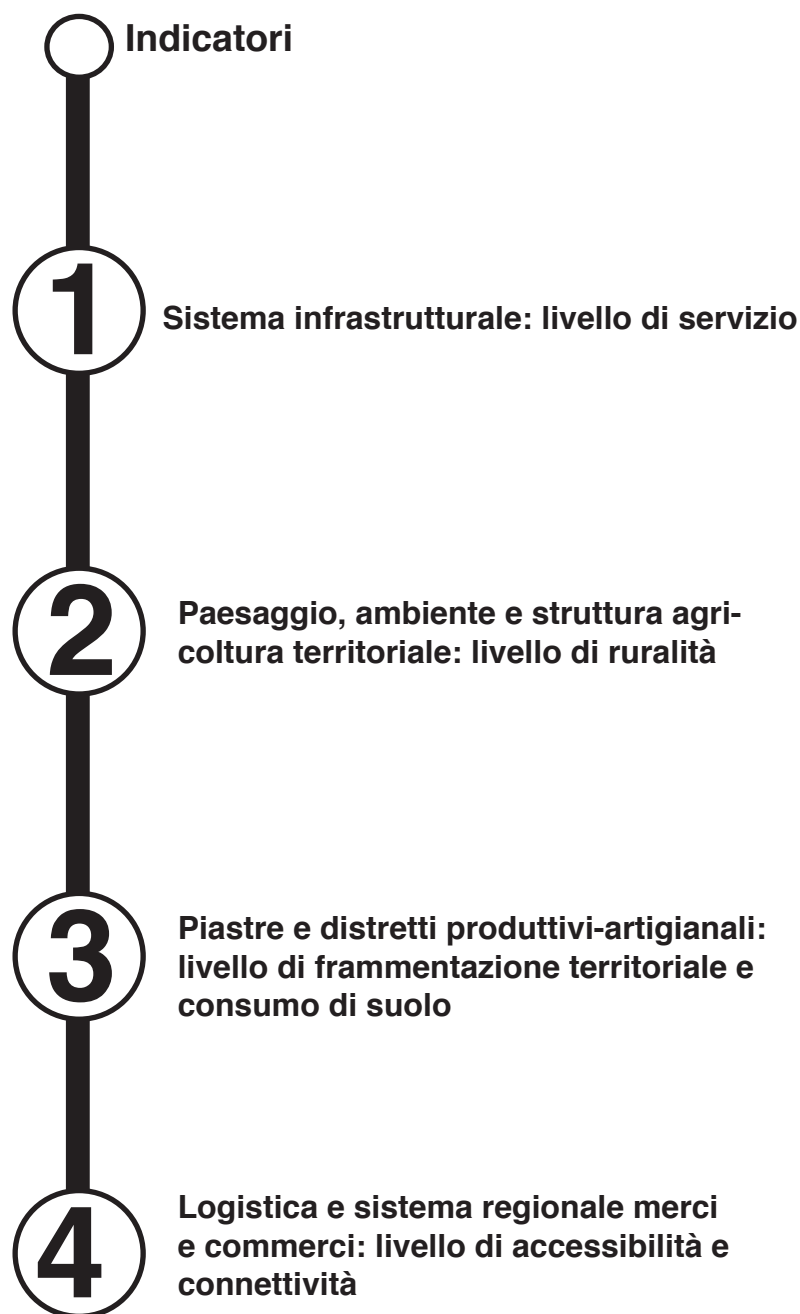 Indicatori
1
Sistema infrastrutturale: livello di servizio
2
Paesaggio, ambiente e struttura agri-
coltura territoriale: livello di ruralità
3
Piastre e distretti produttivi-artigianali:
livello di frammentazione territoriale e
consumo di suolo
4
Logistica e sistema regionale merci
e commerci: livello di accessibilità e
connettività